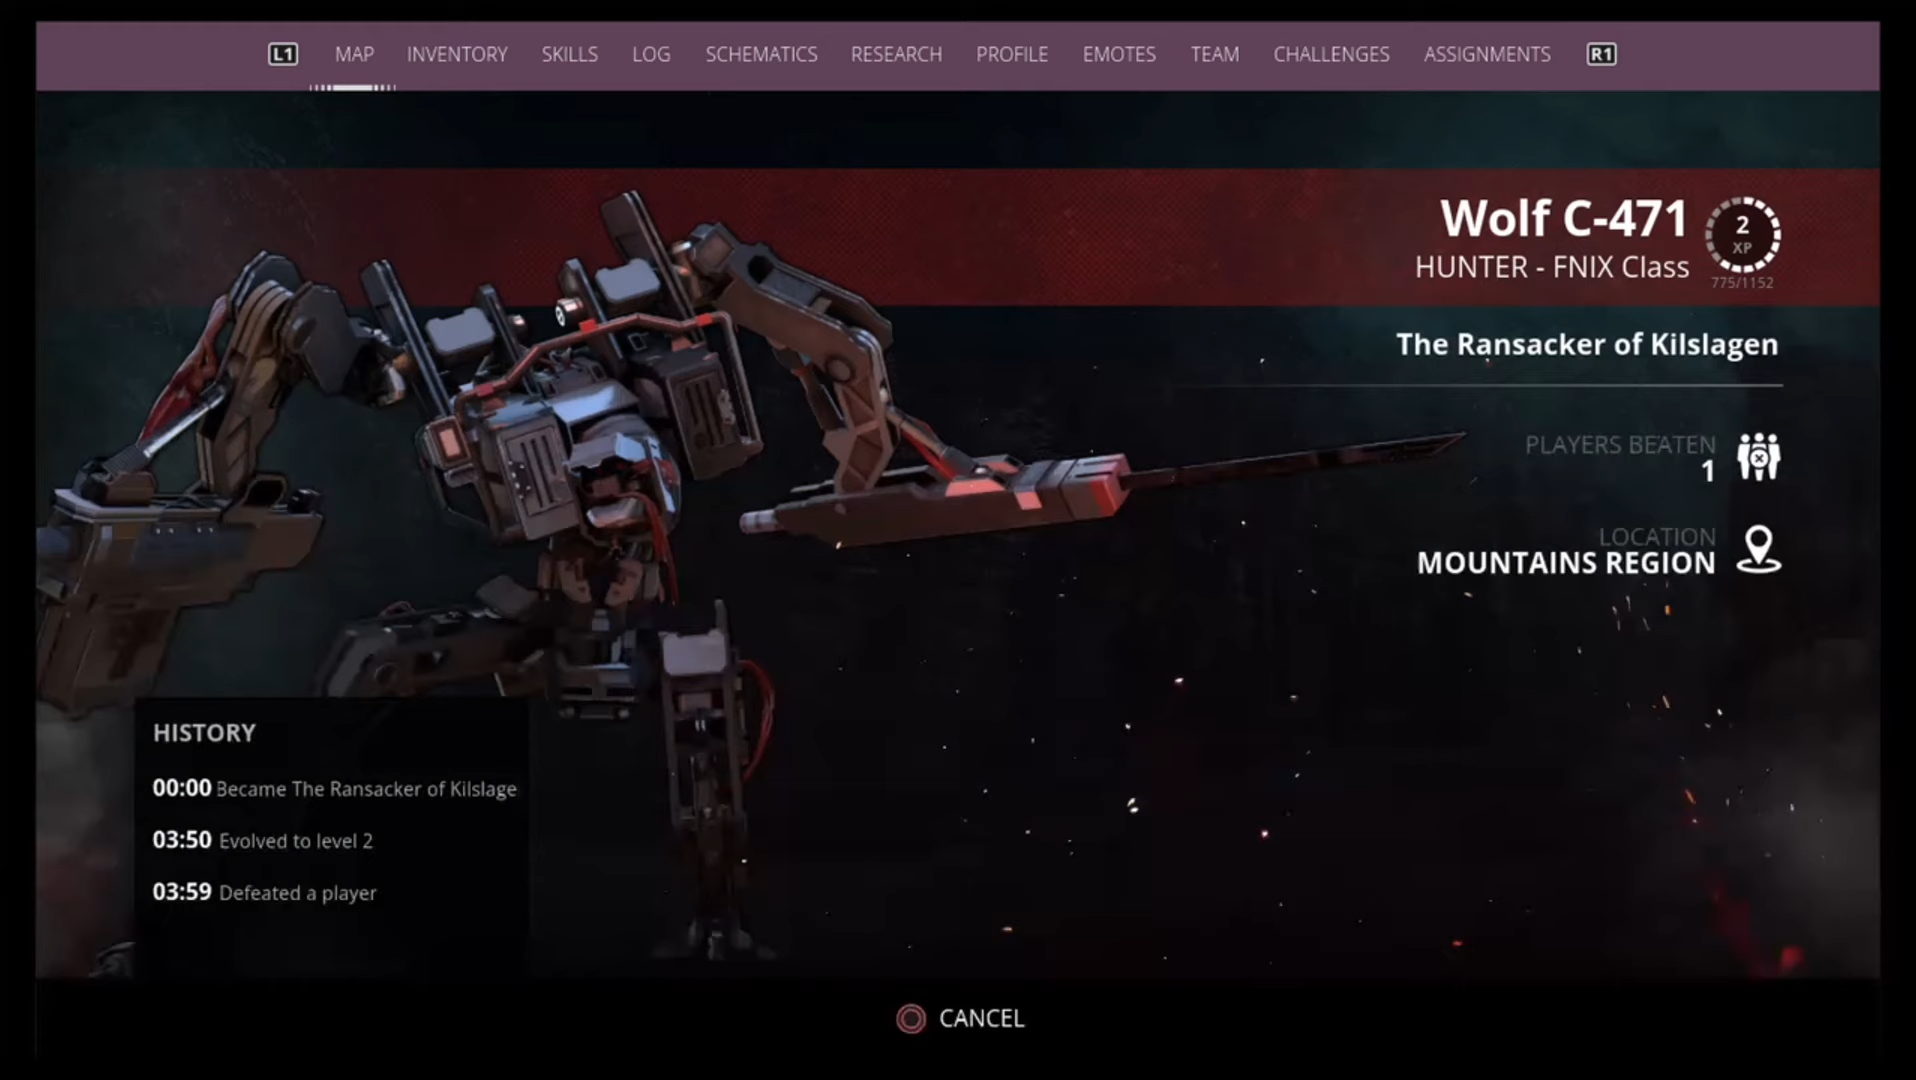 L1 MAP INVENTORY SKILLS LOG SCHEMATICS RESEARCH PROFILE EMOTES TEAM CHALLENGES ASSIGNMENTS R1
Wolf C-471
HUNTER - FNIX Class
2
XP
775/1152
The Ransacker of Kilslagen
PLAYERS BEATEN
1
LOCATION
MOUNTAINS REGION
HISTORY
00:00 Became The Ransacker of Kilslage
03:50 Evolved to level 2
03:59 Defeated a player
CANCEL